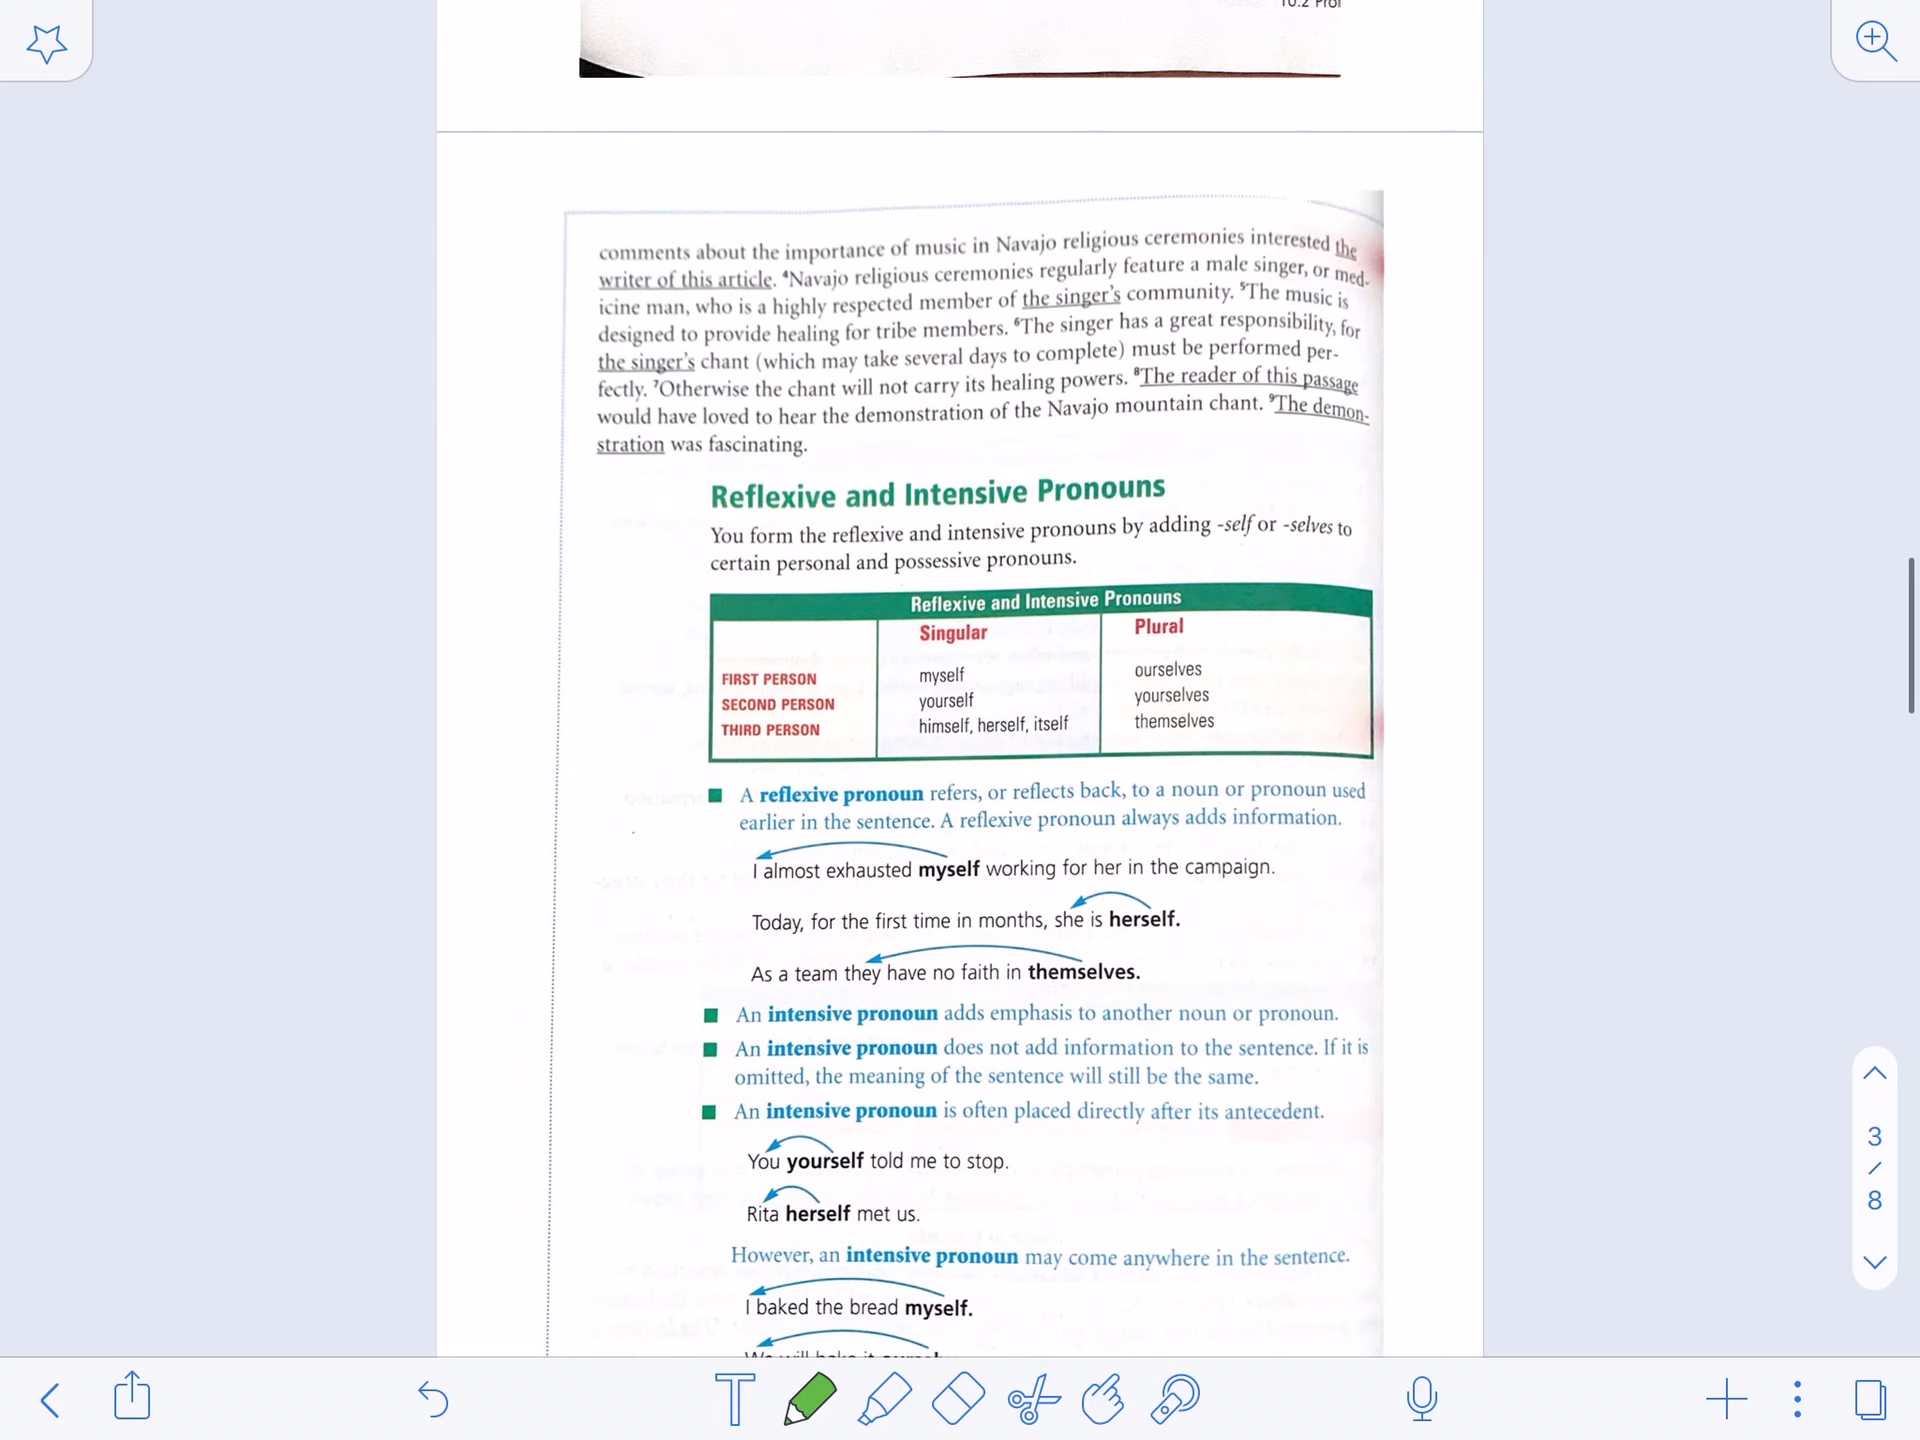 10.2 Pro
comments about the importance of music in Navajo religious ceremonies interested the
writer of this article. ⁴Navajo religious ceremonies regularly feature a male singer, or med-
icine man, who is a highly respected member of the singer's community. ⁵The music is
designed to provide healing for tribe members. ⁶The singer has a great responsibility, for
the singer's chant (which may take several days to complete) must be performed per-
fectly. ⁷Otherwise the chant will not carry its healing powers. ⁸The reader of this passage
would have loved to hear the demonstration of the Navajo mountain chant. ⁹The demon-
stration was fascinating.
Reflexive and Intensive Pronouns
You form the reflexive and intensive pronouns by adding -self or -selves to
certain personal and possessive pronouns.
Reflexive and Intensive Pronouns
Singular Plural
FIRST PERSON myself ourselves
SECOND PERSON yourself yourselves
THIRD PERSON himself, herself, itself themselves
A reflexive pronoun refers, or reflects back, to a noun or pronoun used
earlier in the sentence. A reflexive pronoun always adds information.
I almost exhausted myself working for her in the campaign.
Today, for the first time in months, she is herself.
As a team they have no faith in themselves.
An intensive pronoun adds emphasis to another noun or pronoun.
An intensive pronoun does not add information to the sentence. If it is
omitted, the meaning of the sentence will still be the same.
An intensive pronoun is often placed directly after its antecedent.
You yourself told me to stop.
Rita herself met us.
However, an intensive pronoun may come anywhere in the sentence.
I baked the bread myself.
We will bake it
3
/
8
T